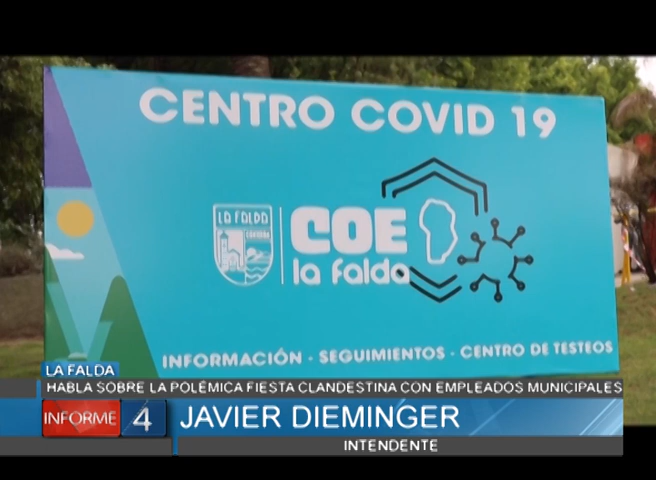 CENTRO COVID 19
LA FALDA
CORDOBA
COE
la falda
INFORMACIÓN - SEGUIMIENTOS - CENTRO DE TESTEOS
LA FALDA
HABLA SOBRE LA POLÉMICA FIESTA CLANDESTINA CON EMPLEADOS MUNICIPALES
INFORME 4
JAVIER DIEMINGER
INTENDENTE